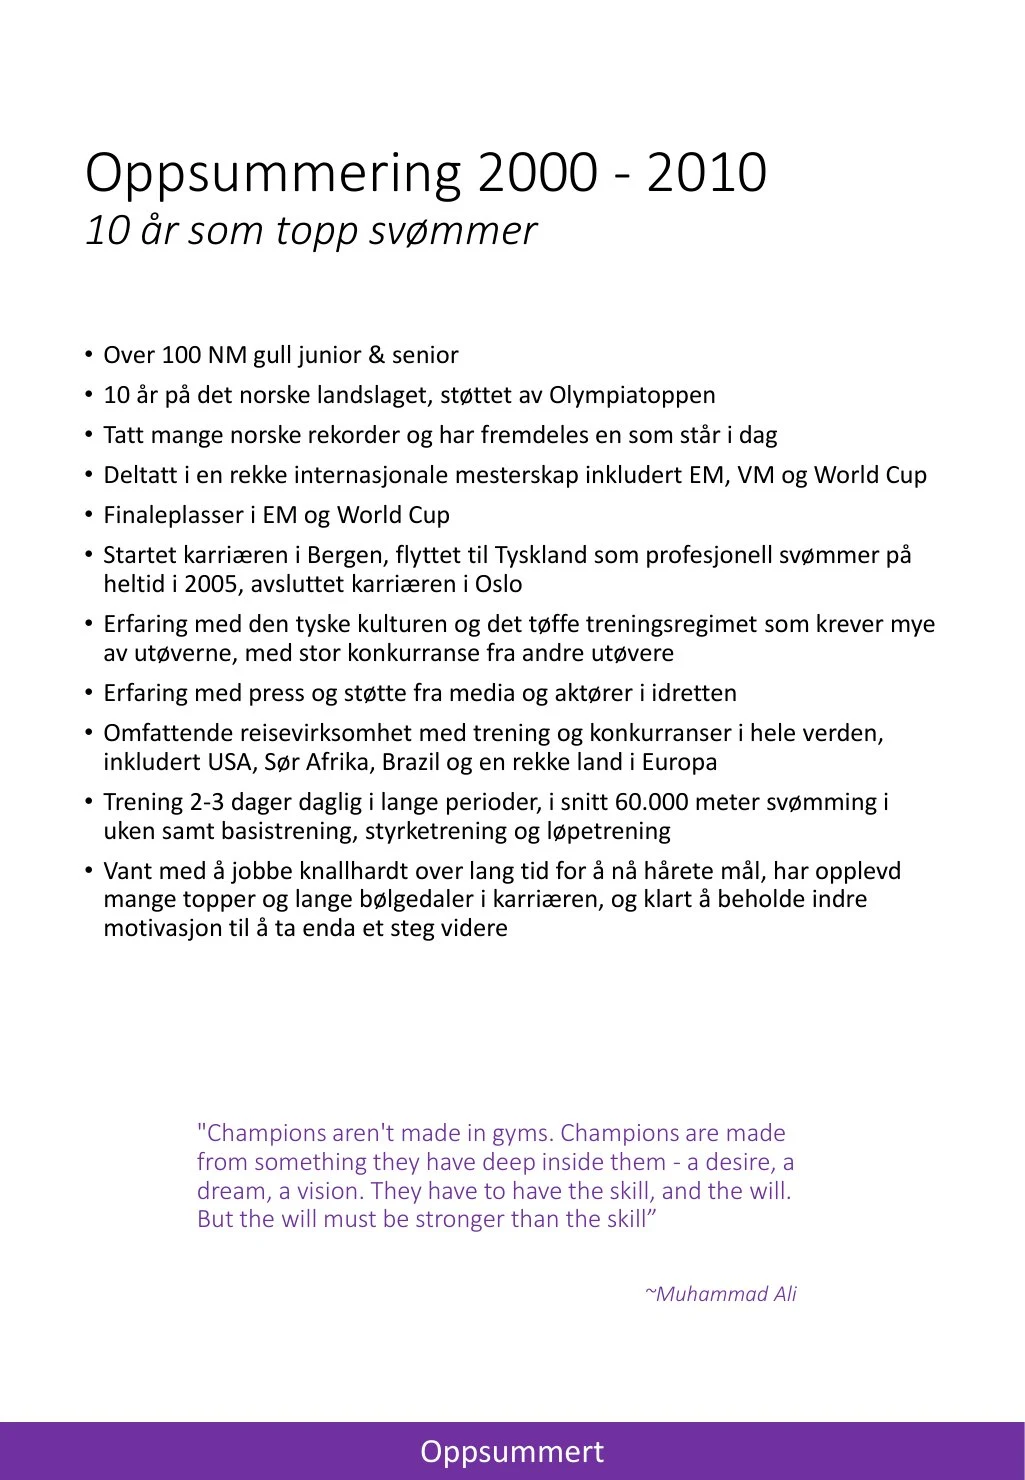 Oppsummering 2000 - 2010
10 år som topp svømmer
• Over 100 NM gull junior & senior
• 10 år på det norske landslaget, støttet av Olympiatoppen
• Tatt mange norske rekorder og har fremdeles en som står i dag
• Deltatt i en rekke internasjonale mesterskap inkludert EM, VM og World Cup
• Finaleplasser i EM og World Cup
• Startet karriæren i Bergen, flyttet til Tyskland som profesjonell svømmer på
heltid i 2005, avsluttet karriæren i Oslo
• Erfaring med den tyske kulturen og det tøffe treningsregimet som krever mye
av utøverne, med stor konkurranse fra andre utøvere
• Erfaring med press og støtte fra media og aktører i idretten
• Omfattende reisevirksomhet med trening og konkurranser i hele verden,
inkludert USA, Sør Afrika, Brazil og en rekke land i Europa
• Trening 2-3 dager daglig i lange perioder, i snitt 60.000 meter svømming i
uken samt basistrening, styrketrening og løpetrening
• Vant med å jobbe knallhardt over lang tid for å nå hårete mål, har opplevd
mange topper og lange bølgedaler i karriæren, og klart å beholde indre
motivasjon til å ta enda et steg videre
"Champions aren't made in gyms. Champions are made
from something they have deep inside them - a desire, a
dream, a vision. They have to have the skill, and the will.
But the will must be stronger than the skill”
~Muhammad Ali
Oppsummert